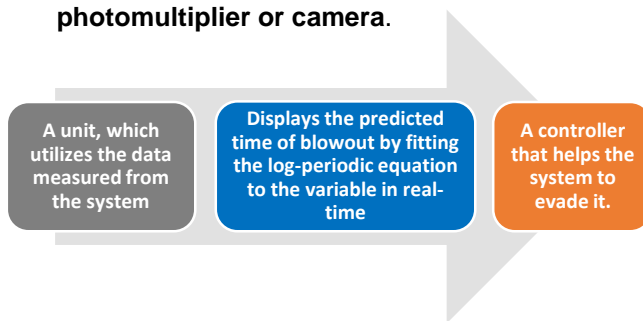 photomultiplier or camera.
A unit, which
utilizes the data
measured from
the system
Displays the predicted
time of blowout by fitting
the log-periodic equation
to the variable in real-
time
A controller
that helps the
system to
evade it.